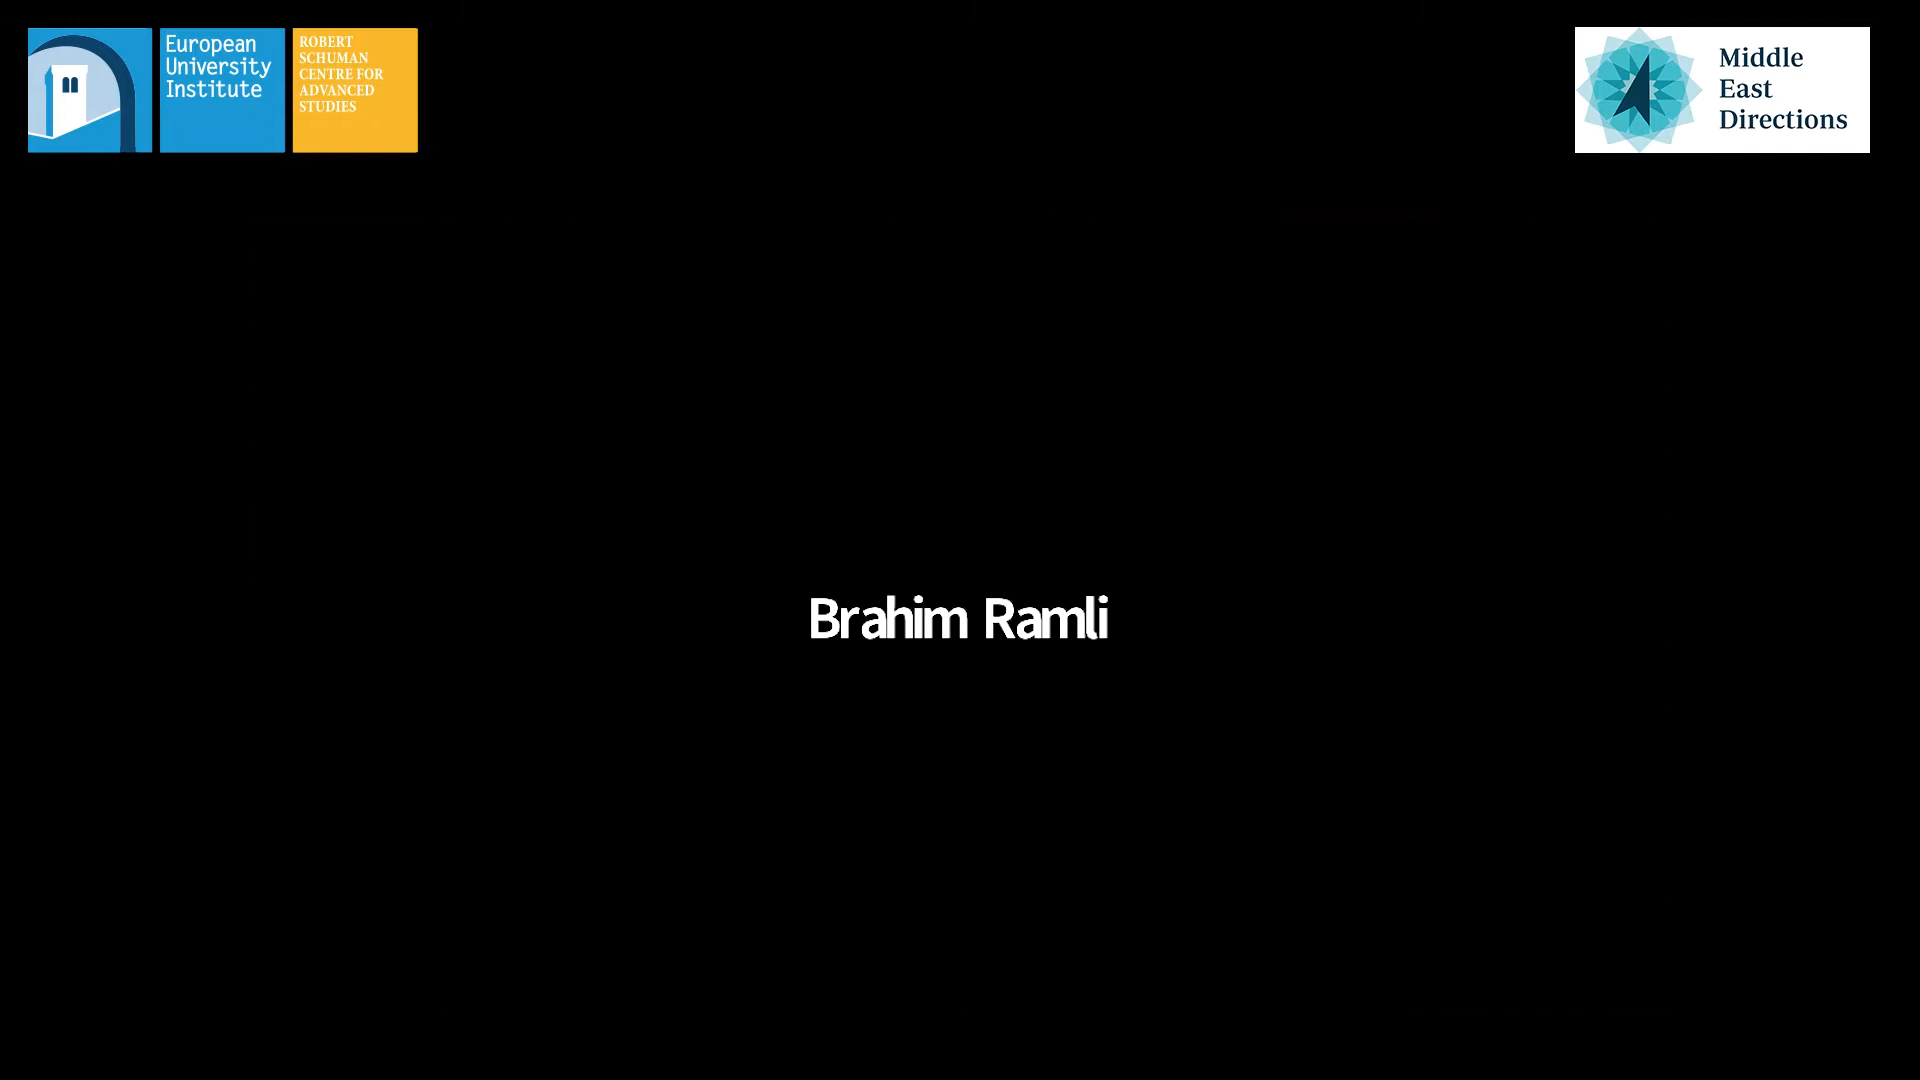 European
University
Institute
ROBERT
SCHUMAN
CENTRE FOR
ADVANCED
STUDIES
Middle
East
Directions
Brahim Ramli